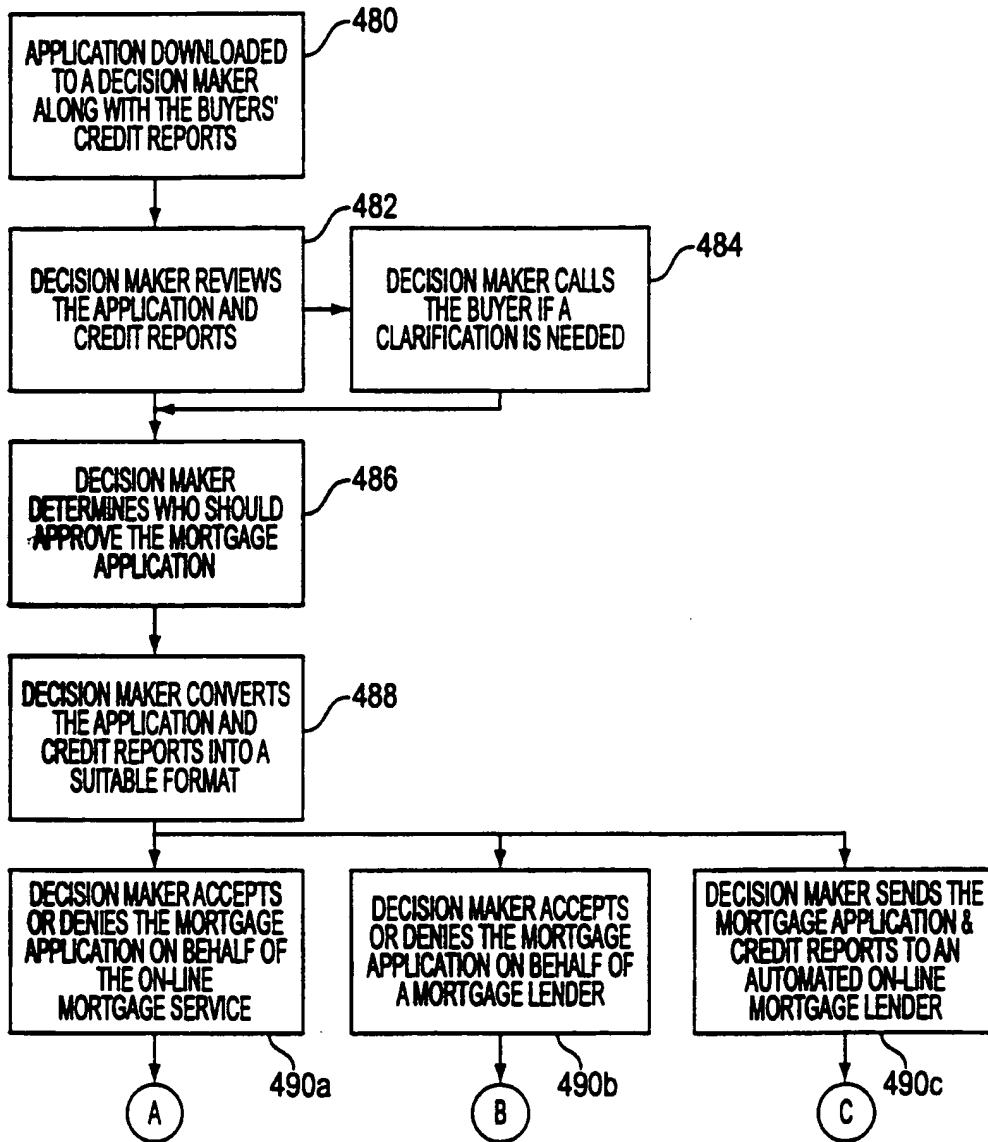 480
APPLICATION DOWNLOADED
TO A DECISION MAKER
ALONG WITH THE BUYERS'
CREDIT REPORTS
482
DECISION MAKER REVIEWS
THE APPLICATION AND
CREDIT REPORTS
484
DECISION MAKER CALLS
THE BUYER IF A
CLARIFICATION IS NEEDED
486
DECISION MAKER
DETERMINES WHO SHOULD
APPROVE THE MORTGAGE
APPLICATION
488
DECISION MAKER CONVERTS
THE APPLICATION AND
CREDIT REPORTS INTO A
SUITABLE FORMAT
DECISION MAKER ACCEPTS
OR DENIES THE MORTGAGE
APPLICATION ON BEHALF OF
THE ON-LINE
MORTGAGE SERVICE
490a
A
DECISION MAKER ACCEPTS
OR DENIES THE MORTGAGE
APPLICATION ON BEHALF OF
A MORTGAGE LENDER
490b
B
DECISION MAKER SENDS THE
MORTGAGE APPLICATION &
CREDIT REPORTS TO AN
AUTOMATED ON-LINE
MORTGAGE LENDER
490c
C